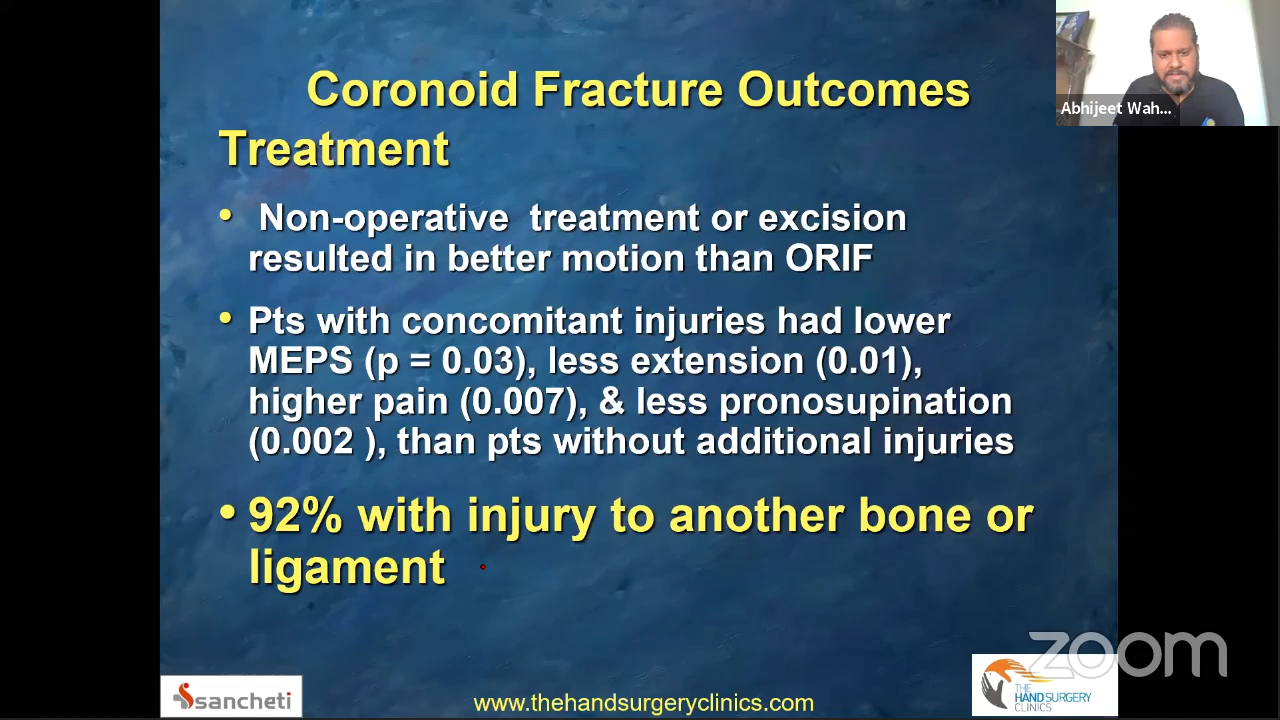 Coronoid Fracture Outcomes
Treatment
• Non-operative treatment or excision
resulted in better motion than ORIF
• Pts with concomitant injuries had lower
MEPS (p = 0.03), less extension (0.01),
higher pain (0.007), & less pronosupination
(0.002 ), than pts without additional injuries
• 92% with injury to another bone or
ligament
Abhijeet Wah...
sancheti
www.thehandsurgeryclinics.com
THE
HAND SURGERY
CLINICS
zoom